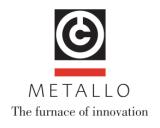 METALLO
The furnace of innovation